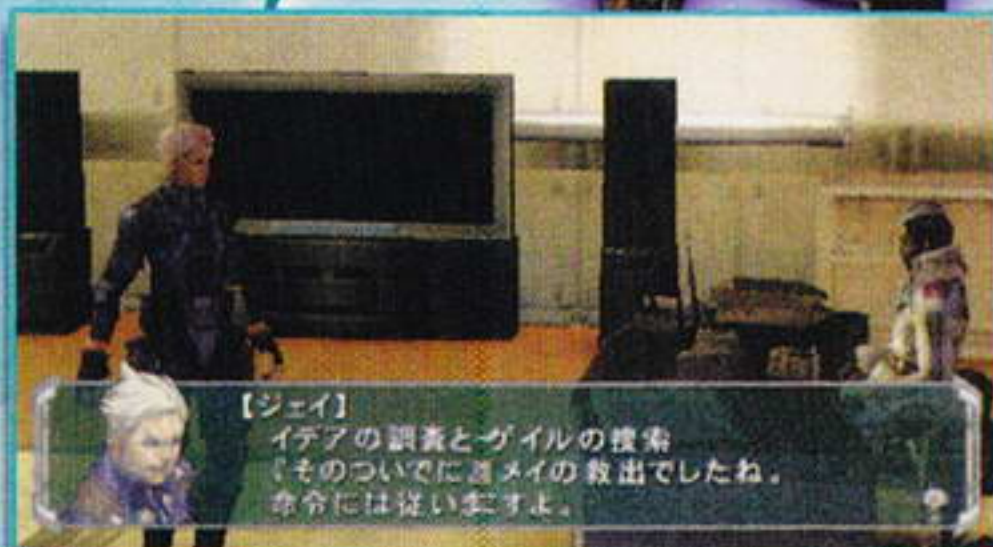 【ジェイ】
イデアの調査とゲイルの捜索
そのついでに メイの救出でしたね。
命令には従いますよ。